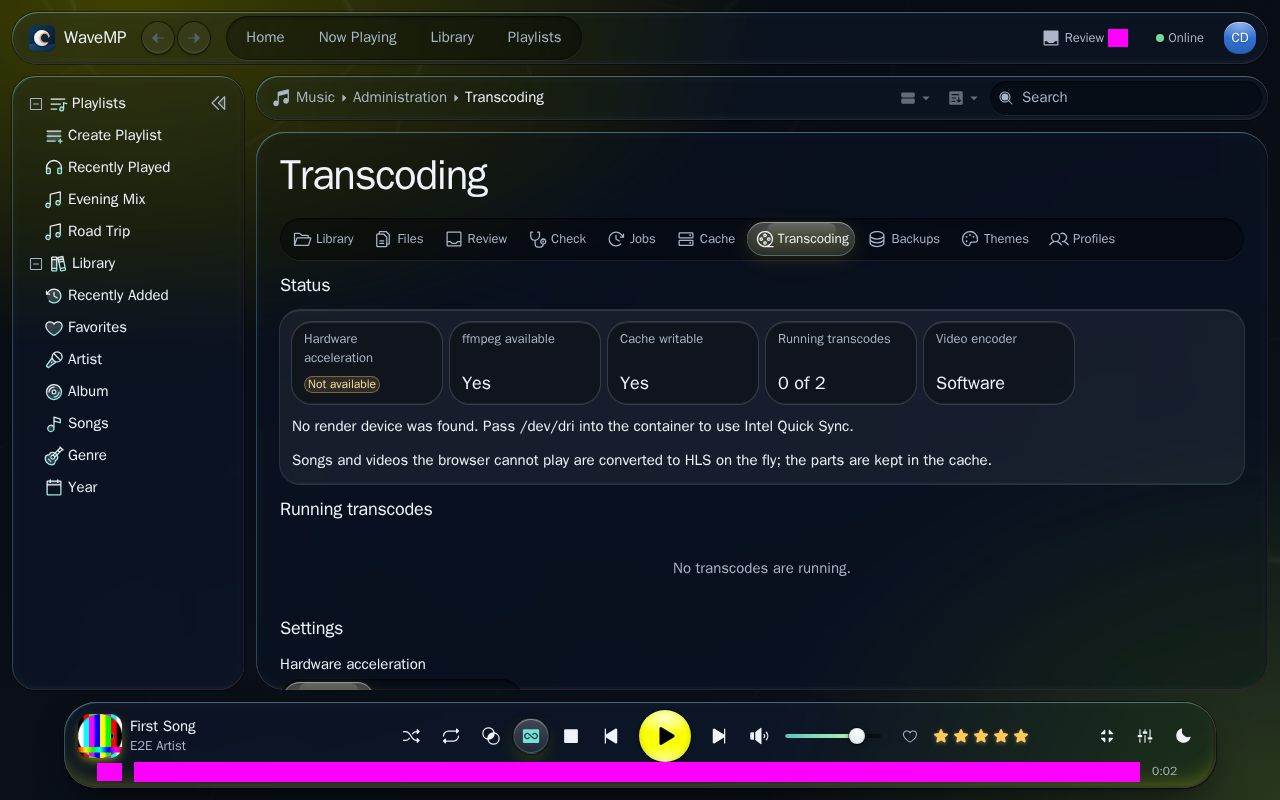 WaveMP
Home Now Playing Library Playlists
Review
Online
CD
Playlists
Create Playlist
Recently Played
Evening Mix
Road Trip
Library
Recently Added
Favorites
Artist
Album
Songs
Genre
Year
Music Administration Transcoding
Search
Transcoding
Library Files Review Check Jobs Cache Transcoding Backups Themes Profiles
Status
Hardware
acceleration
Not available
ffmpeg available
Yes
Cache writable
Yes
Running transcodes
0 of 2
Video encoder
Software
No render device was found. Pass /dev/dri into the container to use Intel Quick Sync.
Songs and videos the browser cannot play are converted to HLS on the fly; the parts are kept in the cache.
Running transcodes
No transcodes are running.
Settings
Hardware acceleration
First Song
E2E Artist
0:02